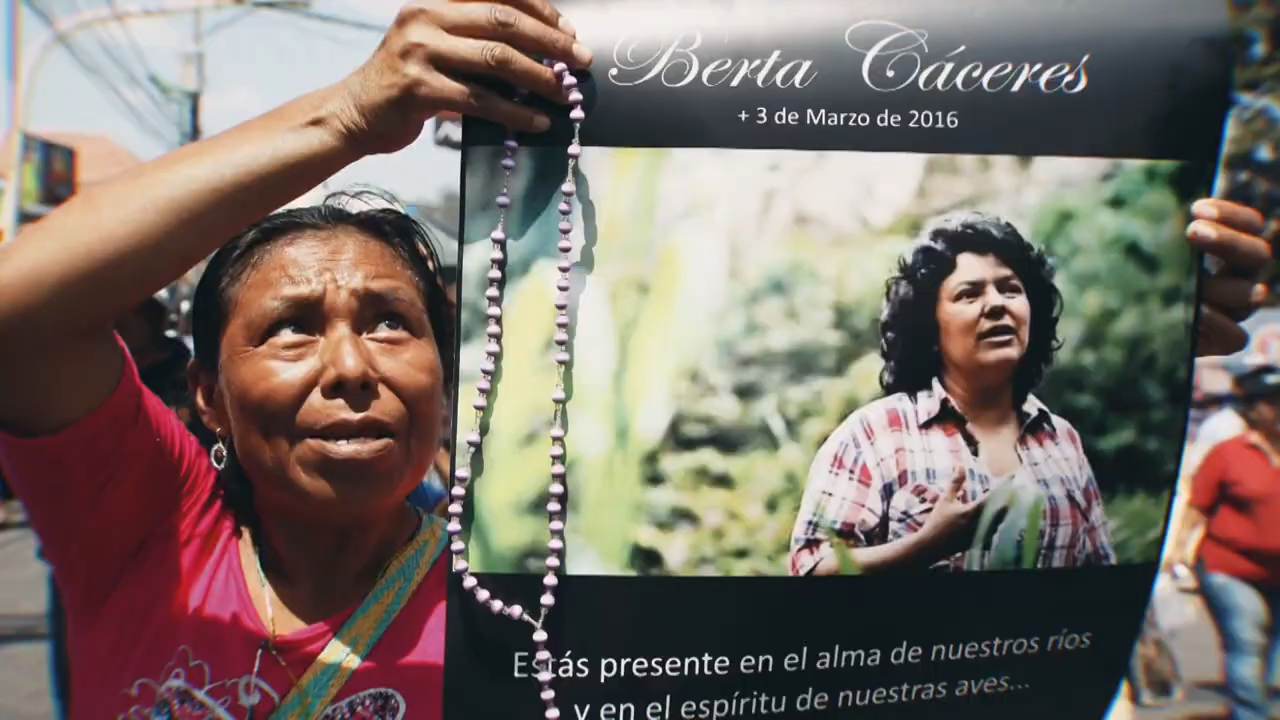 Berta Cáceres
+ 3 de Marzo de 2016
Estás presente en el alma de nuestros ríos
y en el espíritu de nuestras aves...